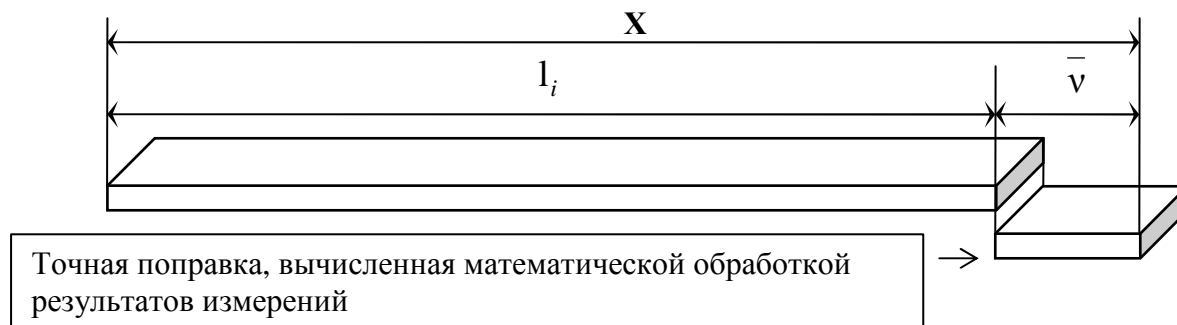 X
l_i
ν̄
Точная поправка, вычисленная математической обработкой
результатов измерений